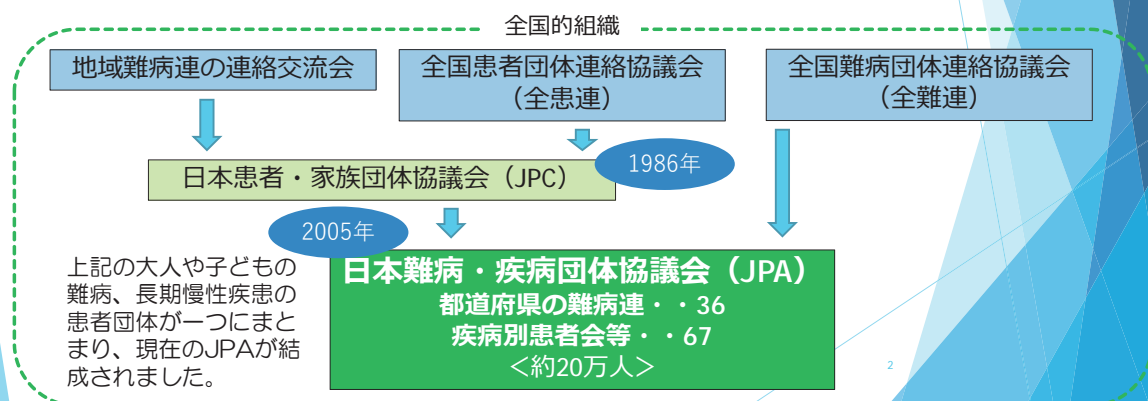 全国的組織
地域難病連の連絡交流会
全国患者団体連絡協議会
（全患連）
全国難病団体連絡協議会
（全難連）
1986年
日本患者・家族団体協議会（JPC）
2005年
上記の大人や子どもの
難病、長期慢性疾患の
患者団体が一つにまと
まり、現在のJPAが結
成されました。
日本難病・疾病団体協議会（JPA）
都道府県の難病連・・36
疾病別患者会等・・67
＜約20万人＞
2